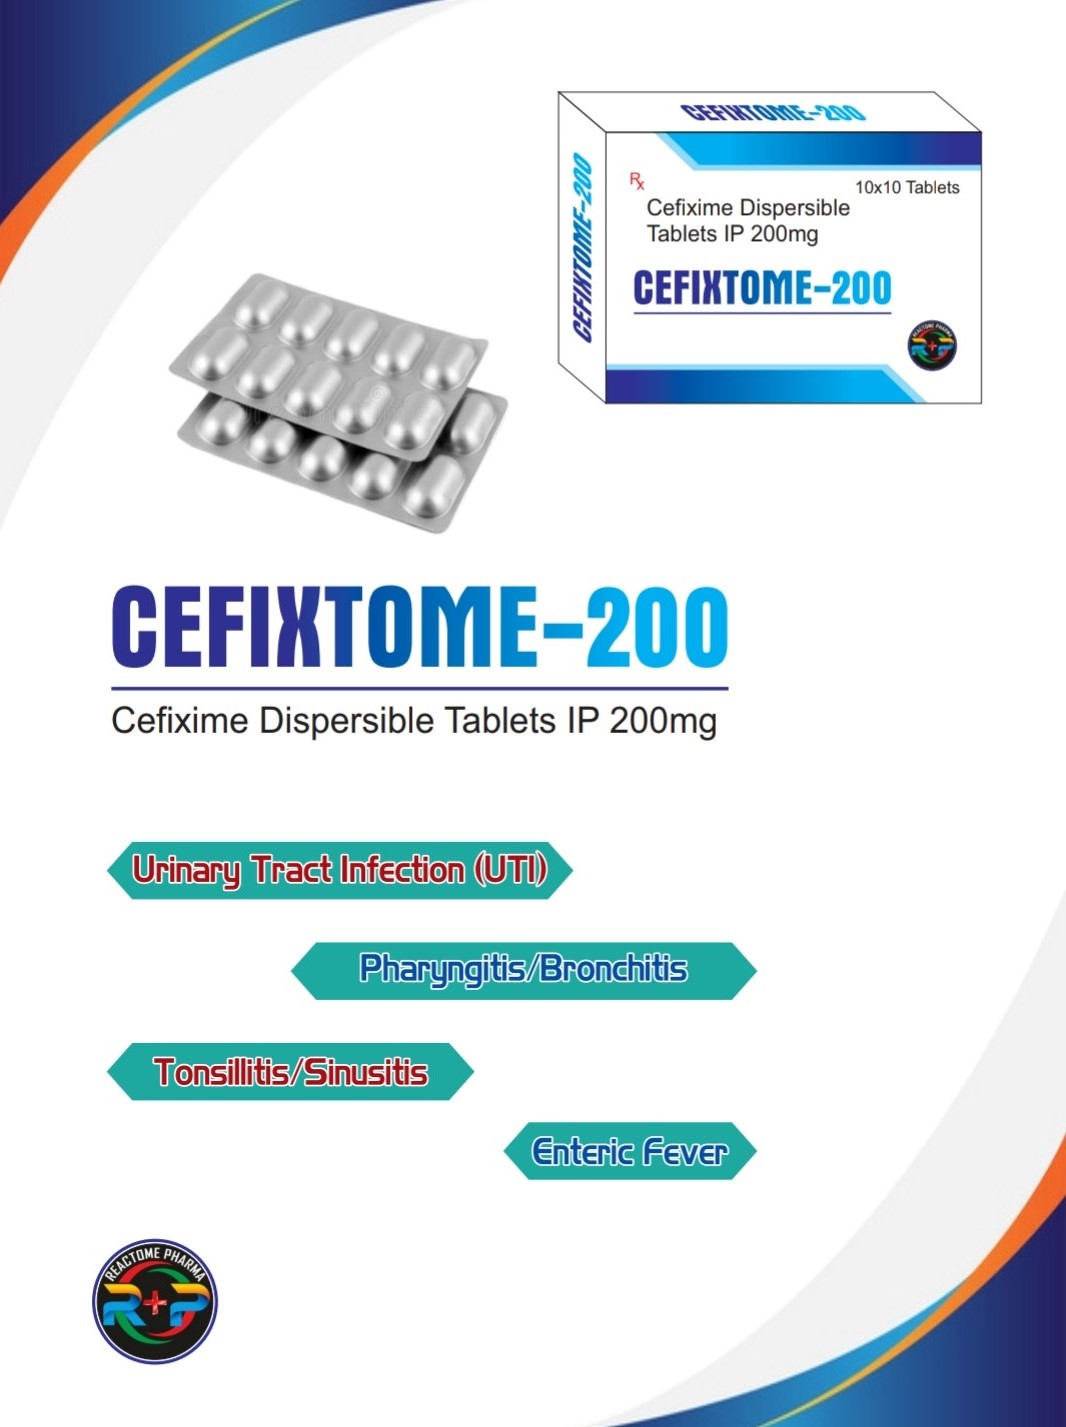 CEFIXTOME-200
CEFIXTOME-200
Rx
10x10 Tablets
Cefixime Dispersible
Tablets IP 200mg
CEFIXTOME-200
REACTOME PHARMA
R+P
CEFIXTOME-200
Cefixime Dispersible Tablets IP 200mg
Urinary Tract Infection (UTI)
Pharyngitis/Bronchitis
Tonsillitis/Sinusitis
Enteric Fever
REACTOME PHARMA
R+P